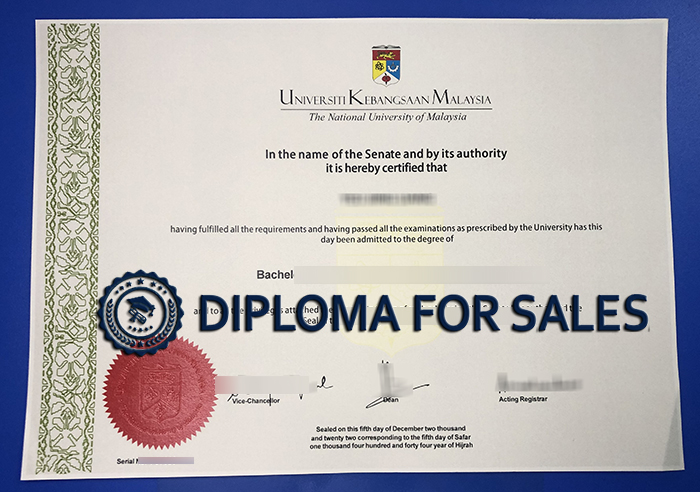 UNIVERSITI KEBANGSAAN MALAYSIA
The National University of Malaysia
In the name of the Senate and by its authority
it is hereby certified that
having fulfilled all the requirements and having passed all the examinations as prescribed by the University has this
day been admitted to the degree of
Bachel
and to a
the
DIPLOMA FOR SALES
Vice-Chancellor
Dean
Acting Registrar
Sealed on this fifth day of December two thousand
and twenty two corresponding to the fifth day of Safar
one thousand four hundred and forty four year of Hijrah
Serial